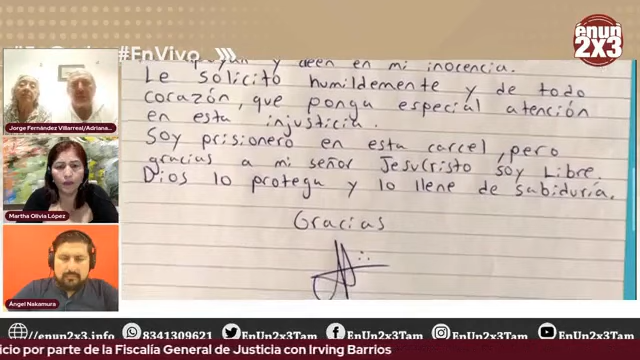 #EnVivo
énun
2X3
Jorge Fernández Villarreal/Adriana...
Martha Olivia López
Ángel Nakamura
y deen en mi inocencia.
Le solicito humildemente y de todo
corazón, que ponga especial atención
en esta injusticia.
Soy prisionero en esta carcel, pero
gracias a mi señor Jesucristo soy Libre.
Dios lo protega y lo llene de sabiduría.
Gracias
//enun2x3.info 8341309621 EnUn2x3Tam EnUn2x3Tam EnUn2x3Tam EnUn2x3Tam
icio por parte de la Fiscalía General de Justicia con Irving Barrios